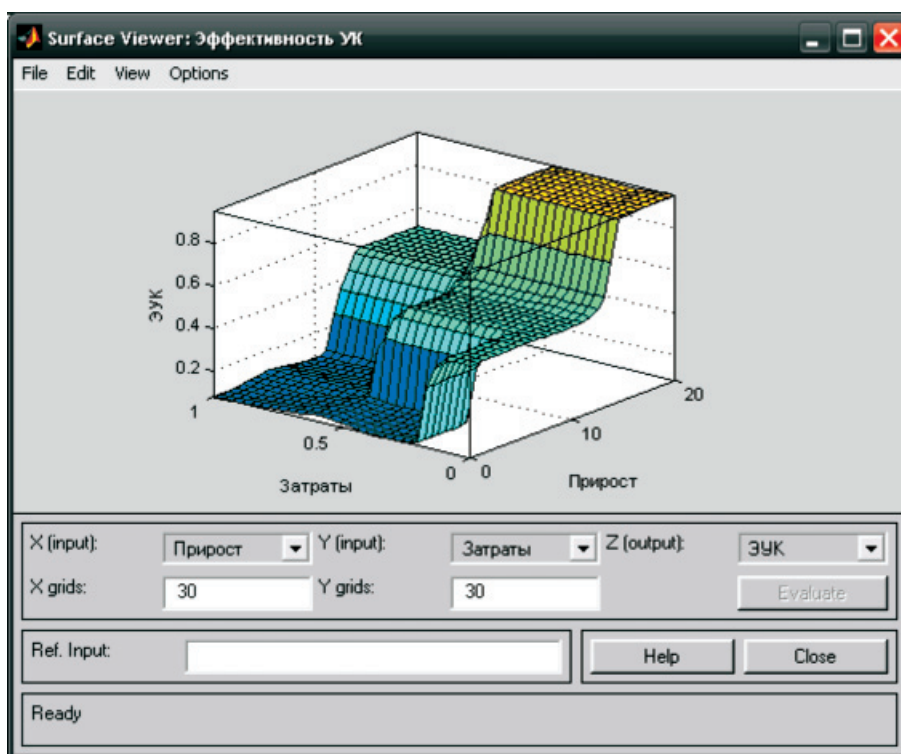 Surface Viewer: Эффективность УК
File Edit View Options
0.8
0.6
0.4
0.2
ЭУК
1
0.5
0
Затраты
0
10
20
Прирост
X (input): Прирост Y (input): Затраты Z (output): ЭУК
X grids: 30 Y grids: 30 Evaluate
Ref. Input: Help Close
Ready